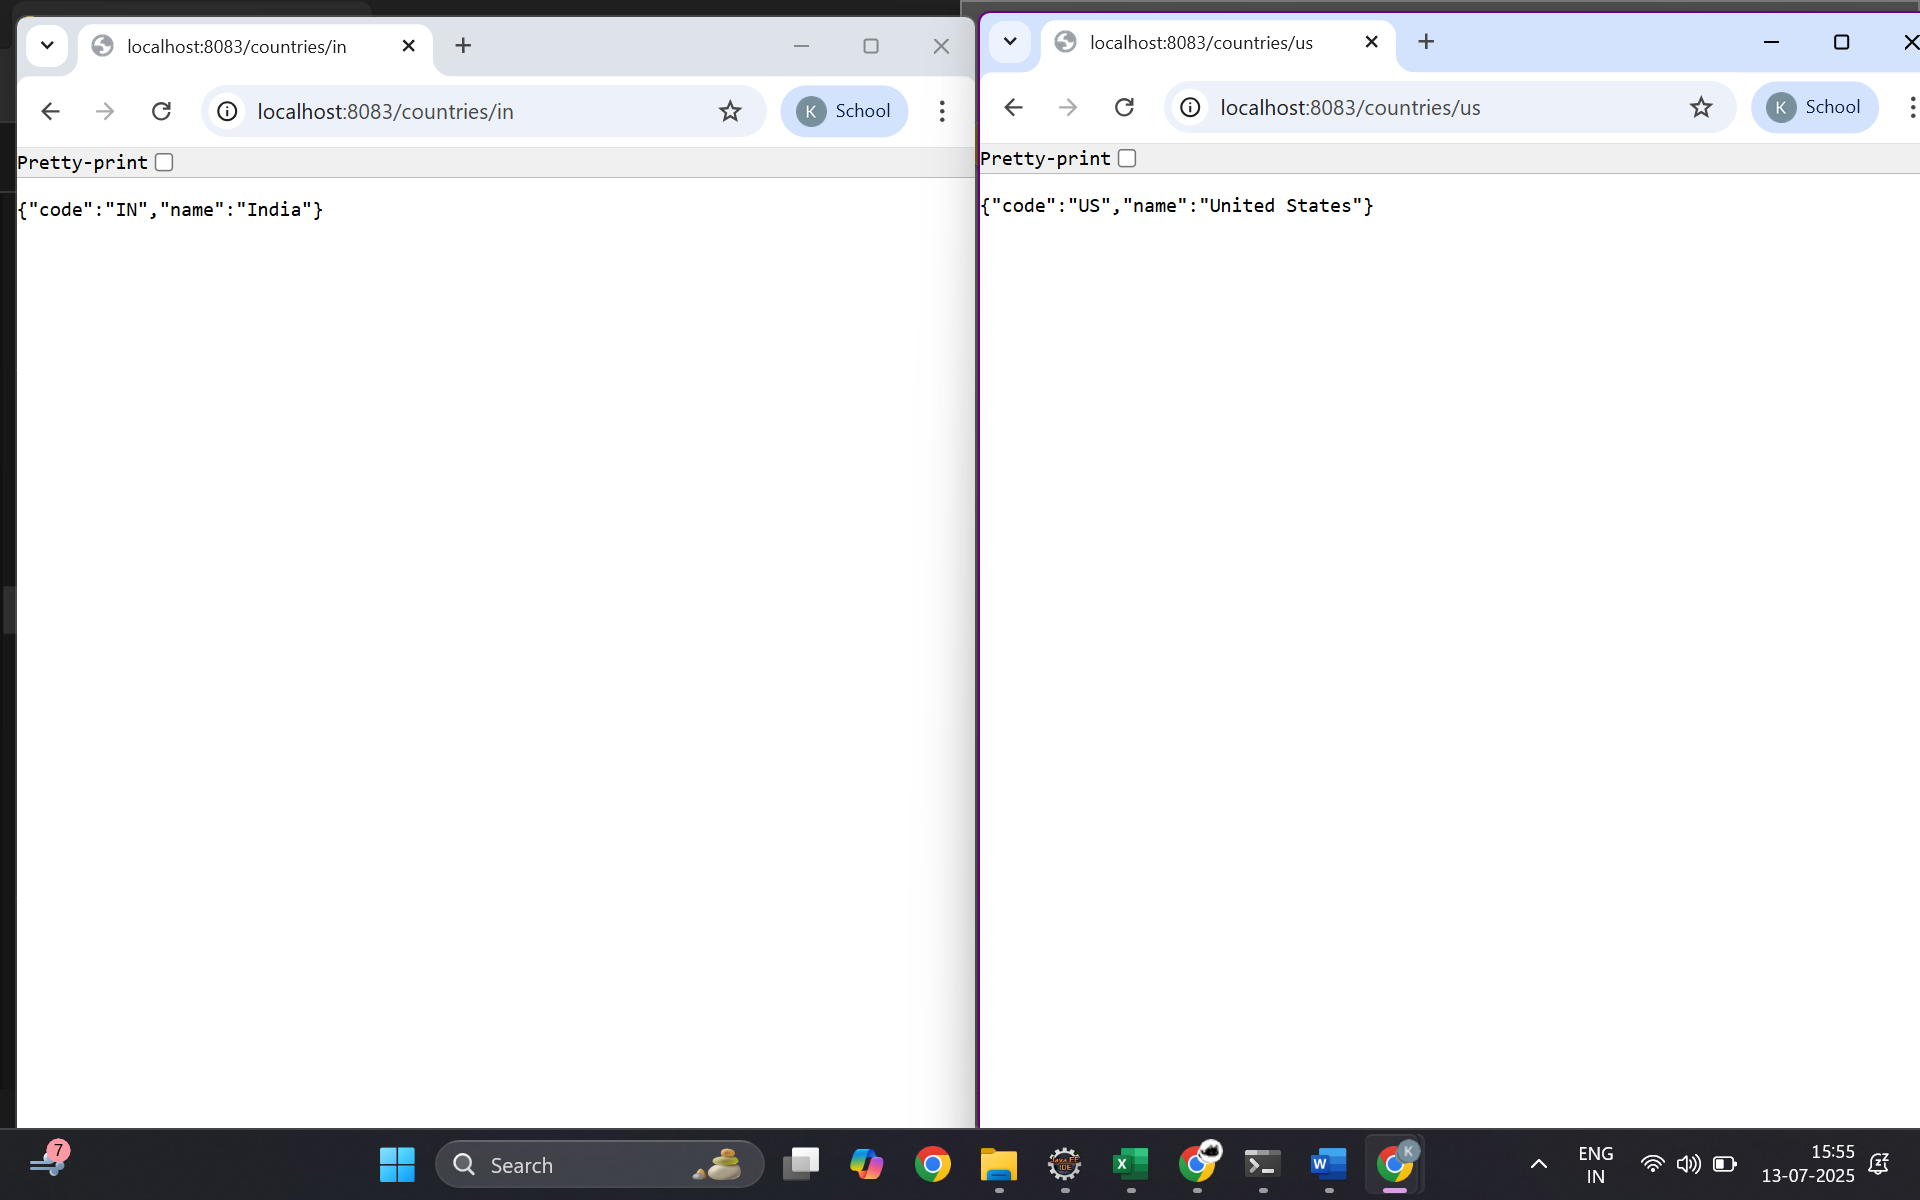 localhost:8083/countries/in
localhost:8083/countries/in
K School
Pretty-print
{"code":"IN","name":"India"}
localhost:8083/countries/us
localhost:8083/countries/us
K School
Pretty-print
{"code":"US","name":"United States"}
7
Search
K
ENG
IN
15:55
13-07-2025